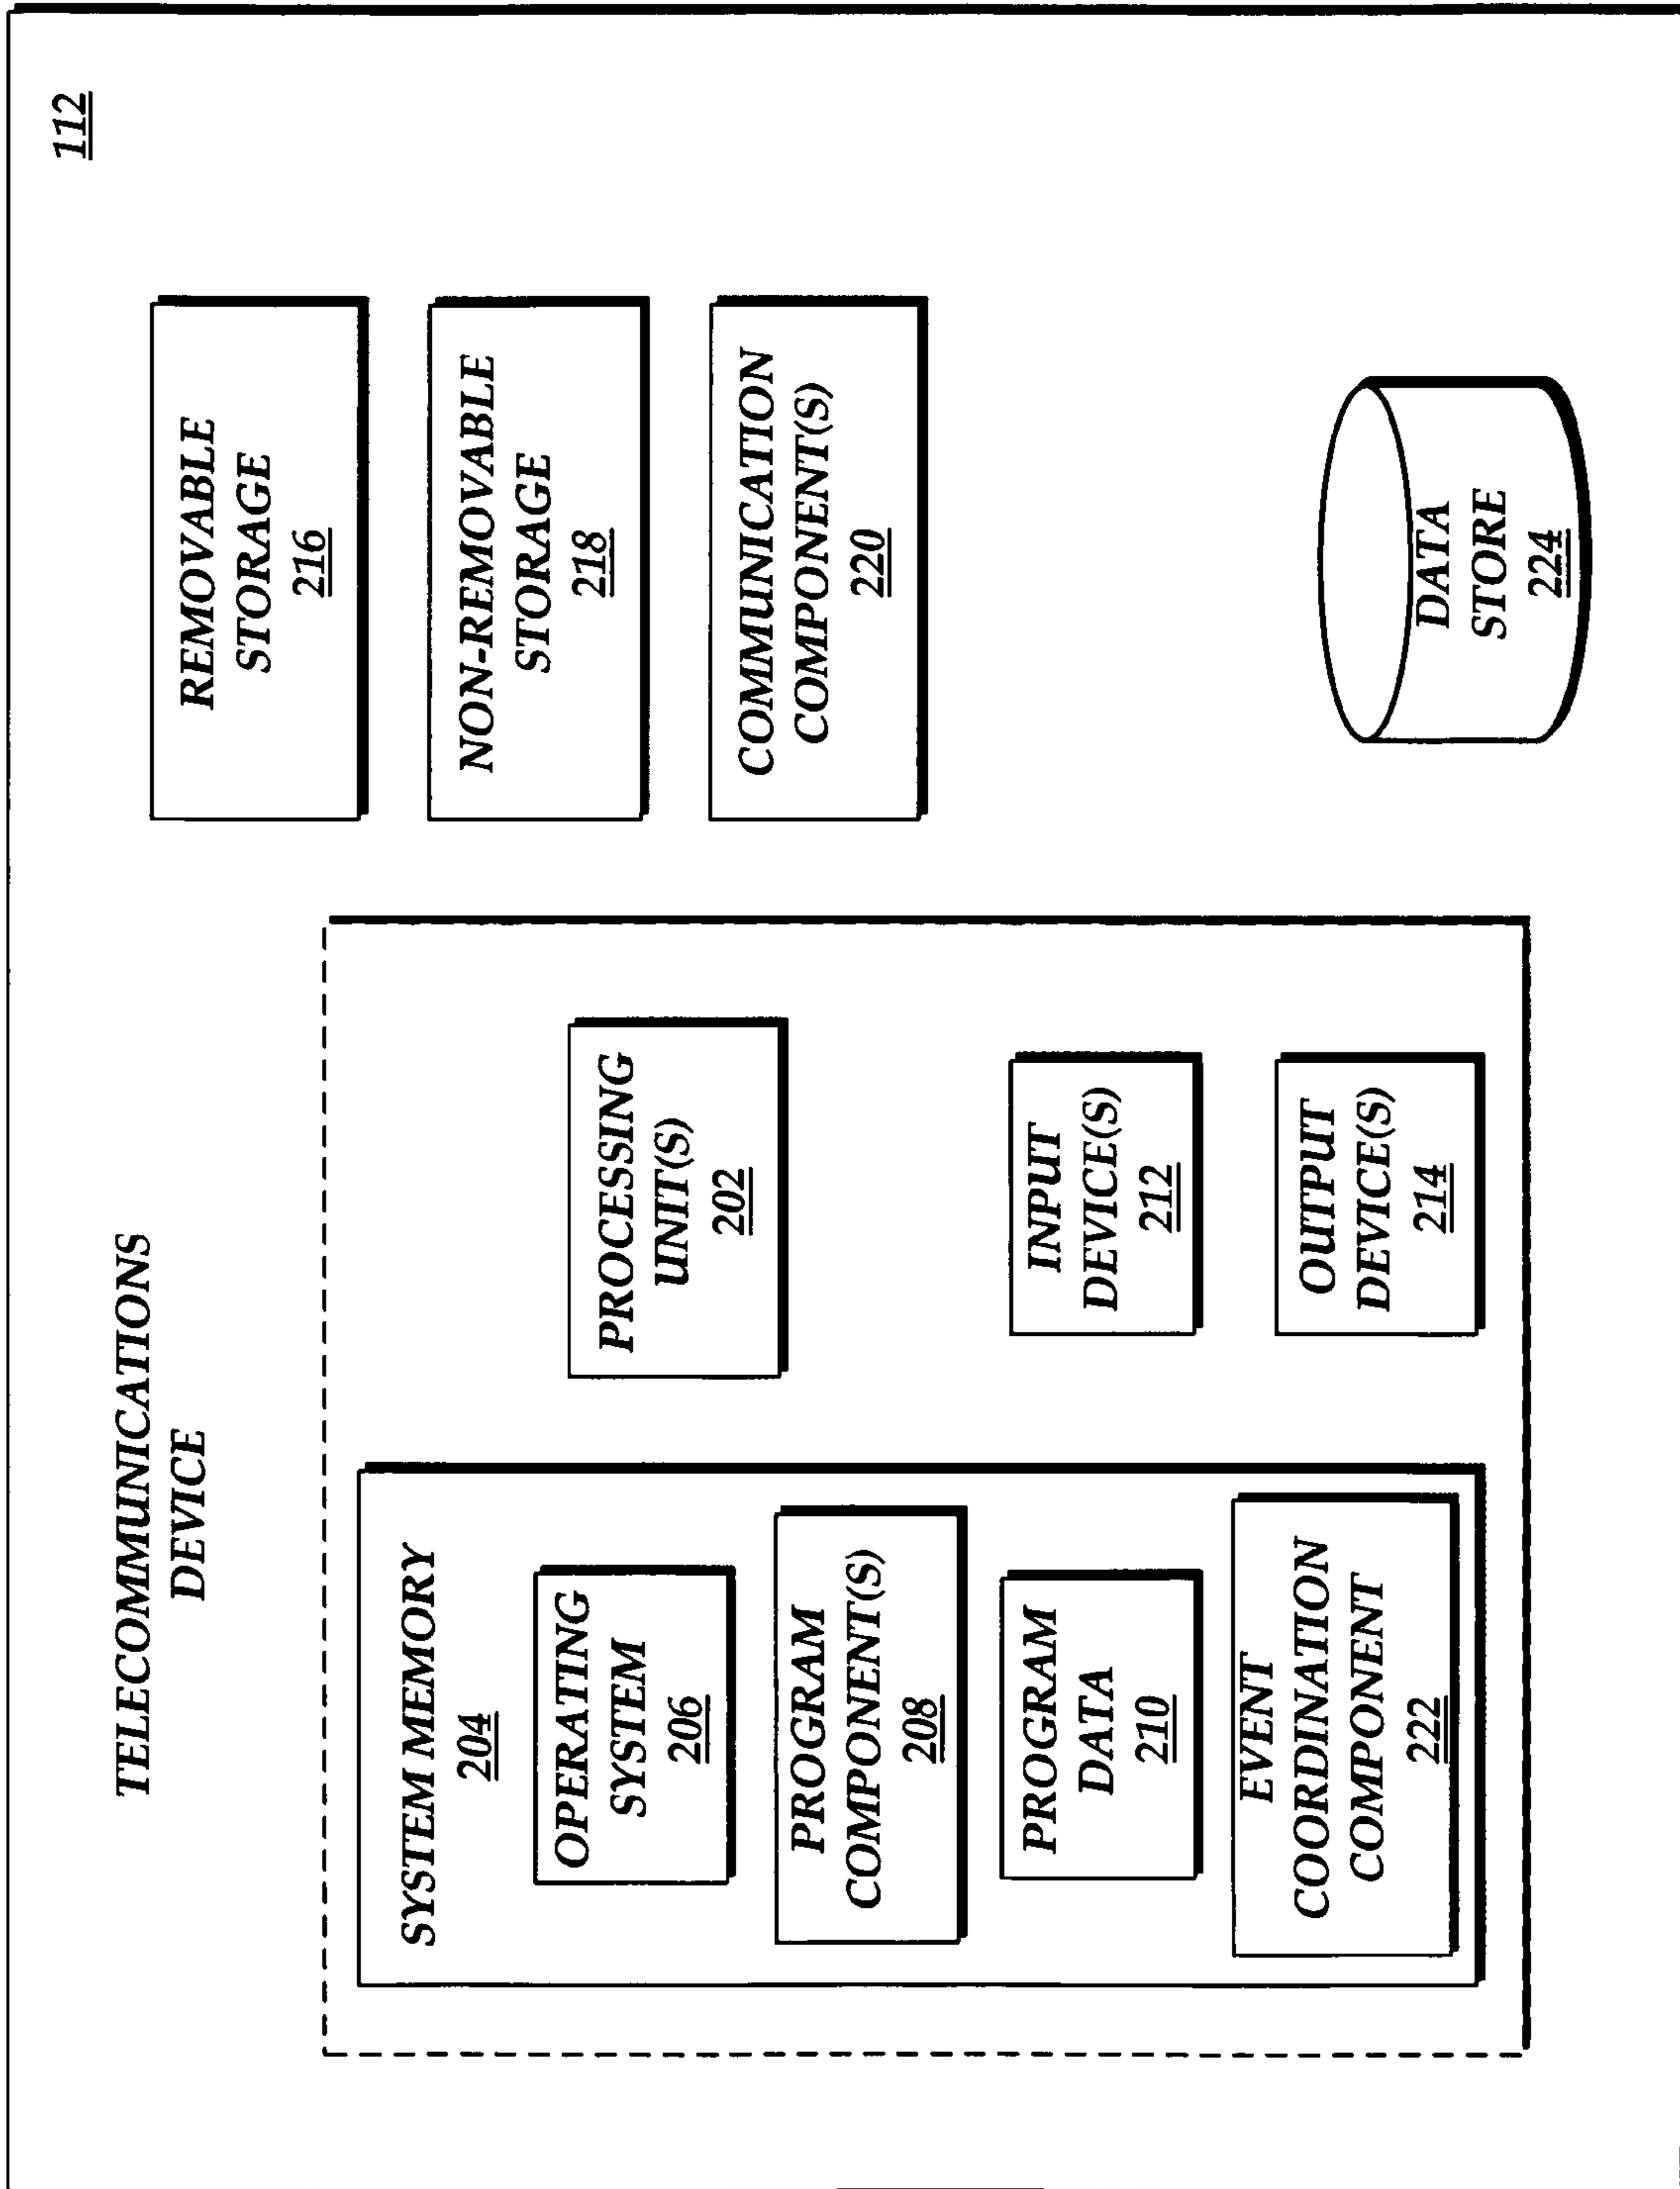 TELECOMMUNICATIONS
DEVICE
112
SYSTEM MEMORY
204
OPERATING
SYSTEM
206
PROGRAM
COMPONENT(S)
208
PROGRAM
DATA
210
EVENT
COORDINATION
COMPONENT
222
PROCESSING
UNIT(S)
202
INPUT
DEVICE(S)
212
OUTPUT
DEVICE(S)
214
REMOVABLE
STORAGE
216
NON-REMOVABLE
STORAGE
218
COMMUNICATION
COMPONENT(S)
220
DATA
STORE
224